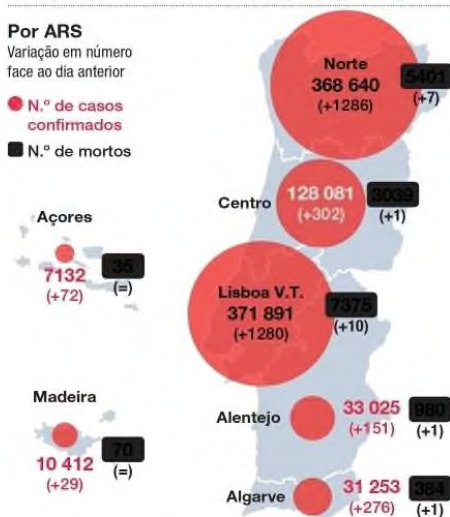 Por ARS
Variação em número
face ao dia anterior
N.º de casos
confirmados
N.º de mortos
Norte
368 640
(+1286)
5401
(+7)
Centro
128 081
(+302)
3039
(+1)
Açores
7132
(+72)
35
(=)
Lisboa V.T.
371 891
(+1280)
7375
(+10)
Madeira
10 412
(+29)
70
(=)
Alentejo
33 025
(+151)
980
(+1)
Algarve
31 253
(+276)
384
(+1)